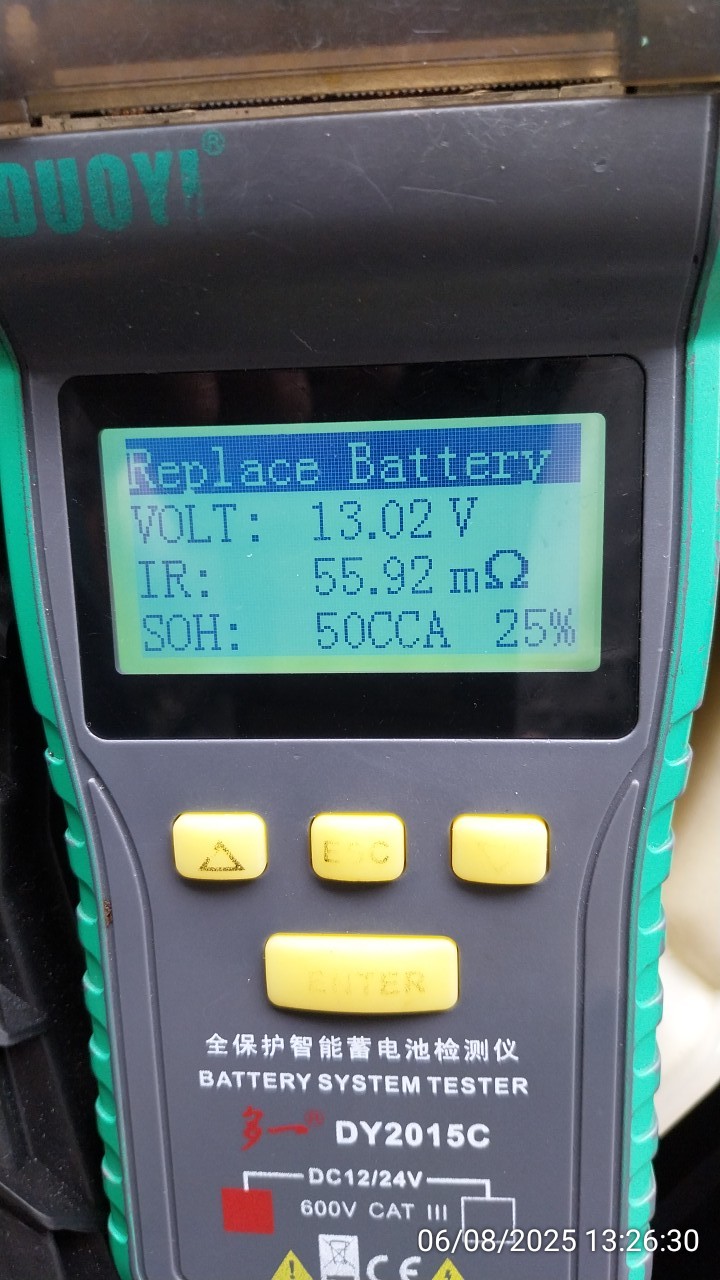 DUOYI®
Replace Battery
VOLT: 13.02 V
IR: 55.92 mΩ
SOH: 50CCA 25%
ESC
ENTER
全保护智能蓄电池检测仪
BATTERY SYSTEM TESTER
多一® DY2015C
DC12/24V
600V CAT III
CE
06/08/2025 13:26:30